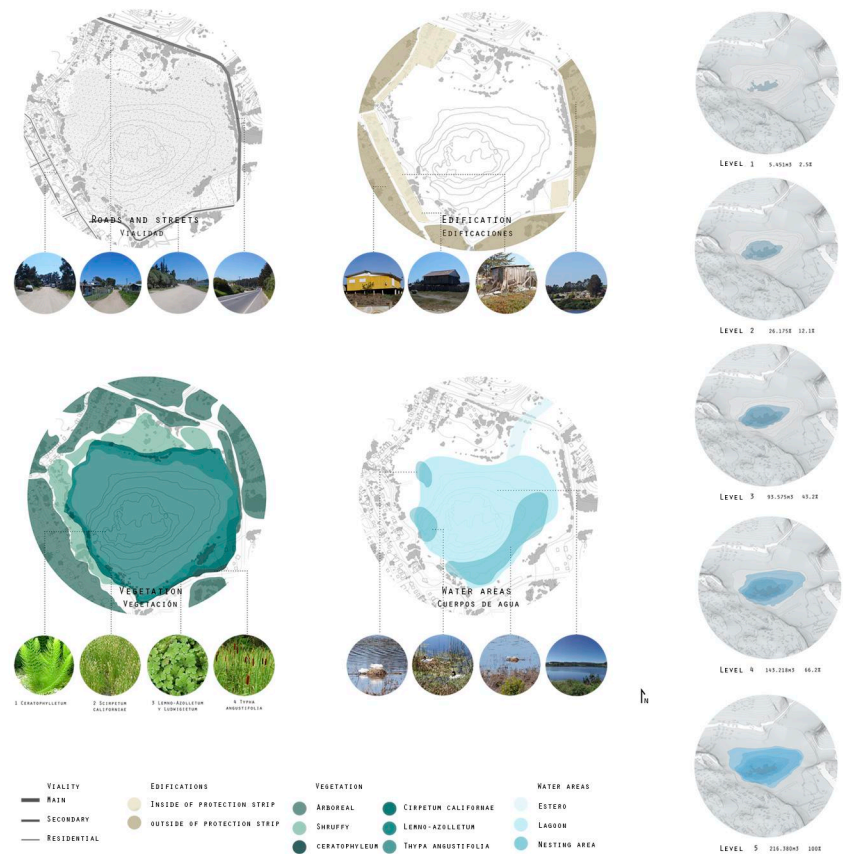 Roads and streets
Vialidad
Edification
Edificaciones
Level 1 5.451m3 2.5%
Level 2 26.175% 12.1%
Level 3 93.575m3 43.2%
Vegetation
Vegetación
Water areas
Cuerpos de agua
1 Ceratophylletum
2 Scirpetum
californiae
3 Lemno-Azolletum
y Ludwigietum
4 Typha
angustifolia
N
Level 4 143.218m3 66.2%
Viality
Main
Secondary
Residential
Edifications
Inside of protection strip
outside of protection strip
Vegetation
Arboreal
Shruffy
ceratophyleum
Cirpetum californae
Lemno-azolletum
Thypa angustifolia
Water areas
Estero
Lagoon
Nesting area
Level 5 216.380m3 100%